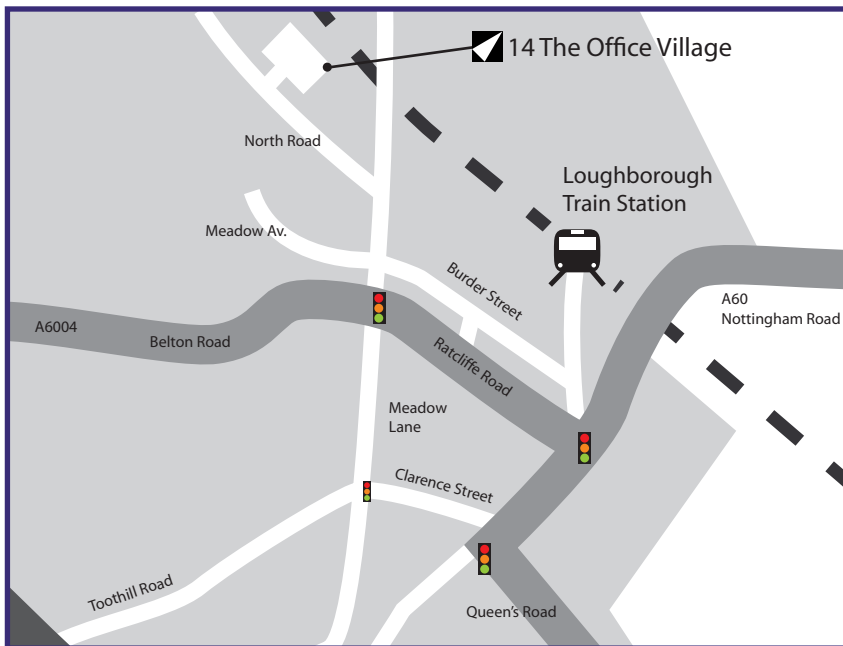 14 The Office Village
North Road
Loughborough
Train Station
Meadow Av.
Burder Street
A60
Nottingham Road
A6004
Belton Road
Ratcliffe Road
Meadow
Lane
Clarence Street
Toothill Road
Queen's Road